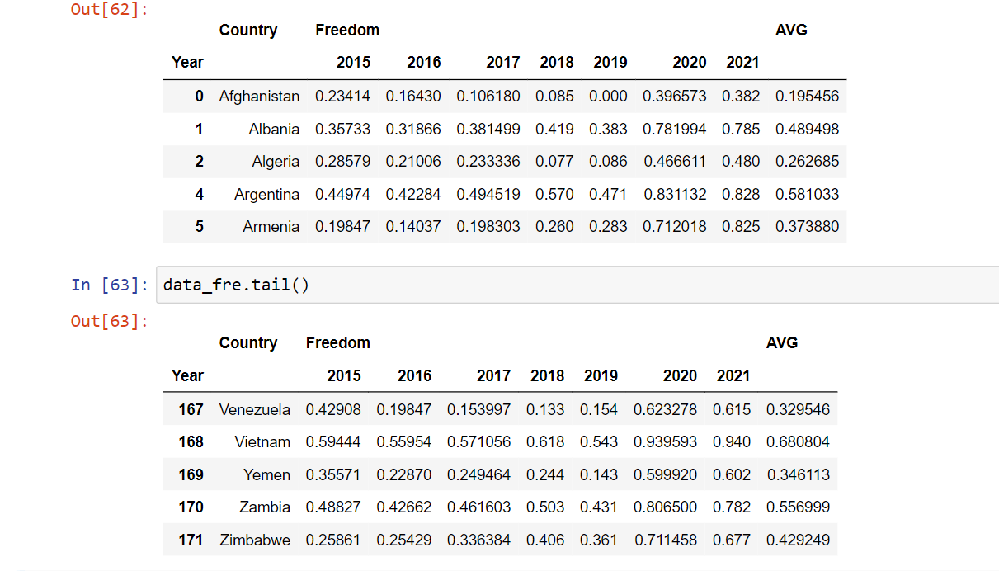 Out[62]:
Country Freedom AVG
Year 2015 2016 2017 2018 2019 2020 2021
0 Afghanistan 0.23414 0.16430 0.106180 0.085 0.000 0.396573 0.382 0.195456
1 Albania 0.35733 0.31866 0.381499 0.419 0.383 0.781994 0.785 0.489498
2 Algeria 0.28579 0.21006 0.233336 0.077 0.086 0.466611 0.480 0.262685
4 Argentina 0.44974 0.42284 0.494519 0.570 0.471 0.831132 0.828 0.581033
5 Armenia 0.19847 0.14037 0.198303 0.260 0.283 0.712018 0.825 0.373880
In [63]: data_fre.tail()
Out[63]:
Country Freedom AVG
Year 2015 2016 2017 2018 2019 2020 2021
167 Venezuela 0.42908 0.19847 0.153997 0.133 0.154 0.623278 0.615 0.329546
168 Vietnam 0.59444 0.55954 0.571056 0.618 0.543 0.939593 0.940 0.680804
169 Yemen 0.35571 0.22870 0.249464 0.244 0.143 0.599920 0.602 0.346113
170 Zambia 0.48827 0.42662 0.461603 0.503 0.431 0.806500 0.782 0.556999
171 Zimbabwe 0.25861 0.25429 0.336384 0.406 0.361 0.711458 0.677 0.429249